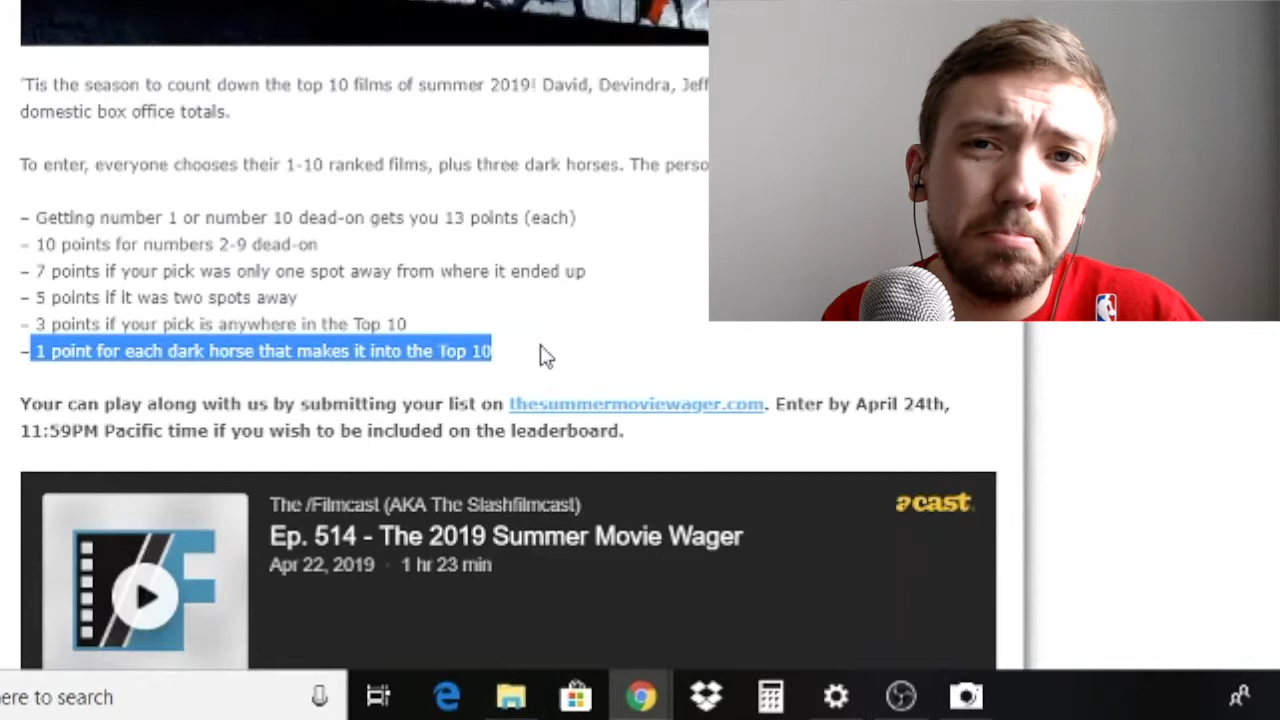 'Tis the season to count down the top 10 films of summer 2019! David, Devindra, Jeff
domestic box office totals.
To enter, everyone chooses their 1-10 ranked films, plus three dark horses. The
– Getting number 1 or number 10 dead-on gets you 13 points (each)
– 10 points for numbers 2-9 dead-on
– 7 points if your pick was only one spot away from where it ended up
– 5 points if it was two spots away
– 3 points if your pick is anywhere in the Top 10
– 1 point for each dark horse that makes it into the Top 10
Your can play along with us by submitting your list on thesummermoviewager.com. Enter by April 24th,
11:59PM Pacific time if you wish to be included on the leaderboard.
The /Filmcast (AKA The Slashfilmcast)
acast
Ep. 514 - The 2019 Summer Movie Wager
Apr 22, 2019 · 1 hr 23 min
F
NBA
to search